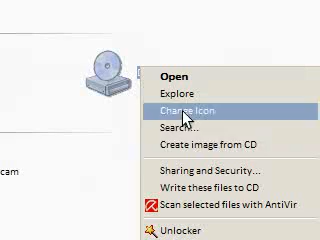 Open
Explore
Change Icon
Search...
Create image from CD
Sharing and Security...
cam
Write these files to CD
Scan selected files with AntiVir
Unlocker